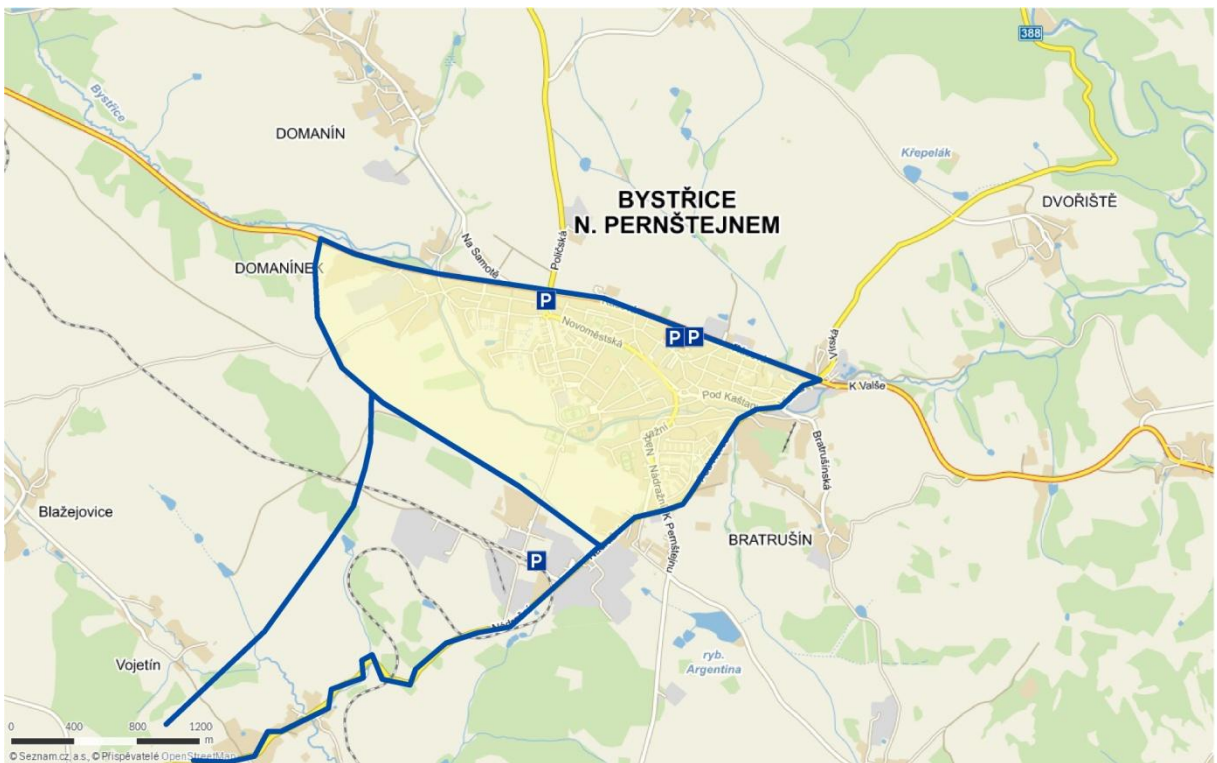 388
Bystřice
DOMANÍN
Křepelák
BYSTŘICE
N. PERNŠTEJNEM
DVOŘIŠTĚ
Poličská
Na Samotě
DOMANÍNEK
P
Novoměstská
P P
Vírská
K Valše
Pod Kaštany
Bratrušínská
Nádražní
Blažejovice
K Pernštejnu
BRATRUŠÍN
P
Vojetín
ryb.
Argentina
0 400 800 1200
m
© Seznam.cz, a.s., © Přispěvatelé OpenStreetMap